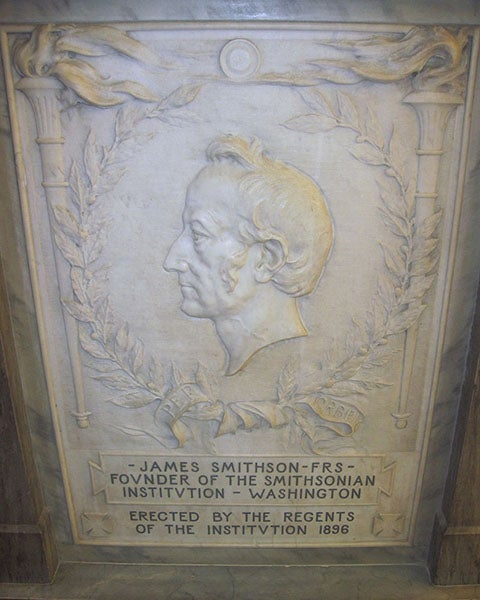 - JAMES SMITHSON-FRS -
FOVNDER OF THE SMITHSONIAN
INSTITVTION - WASHINGTON
ERECTED BY THE REGENTS
OF THE INSTITVTION 1896